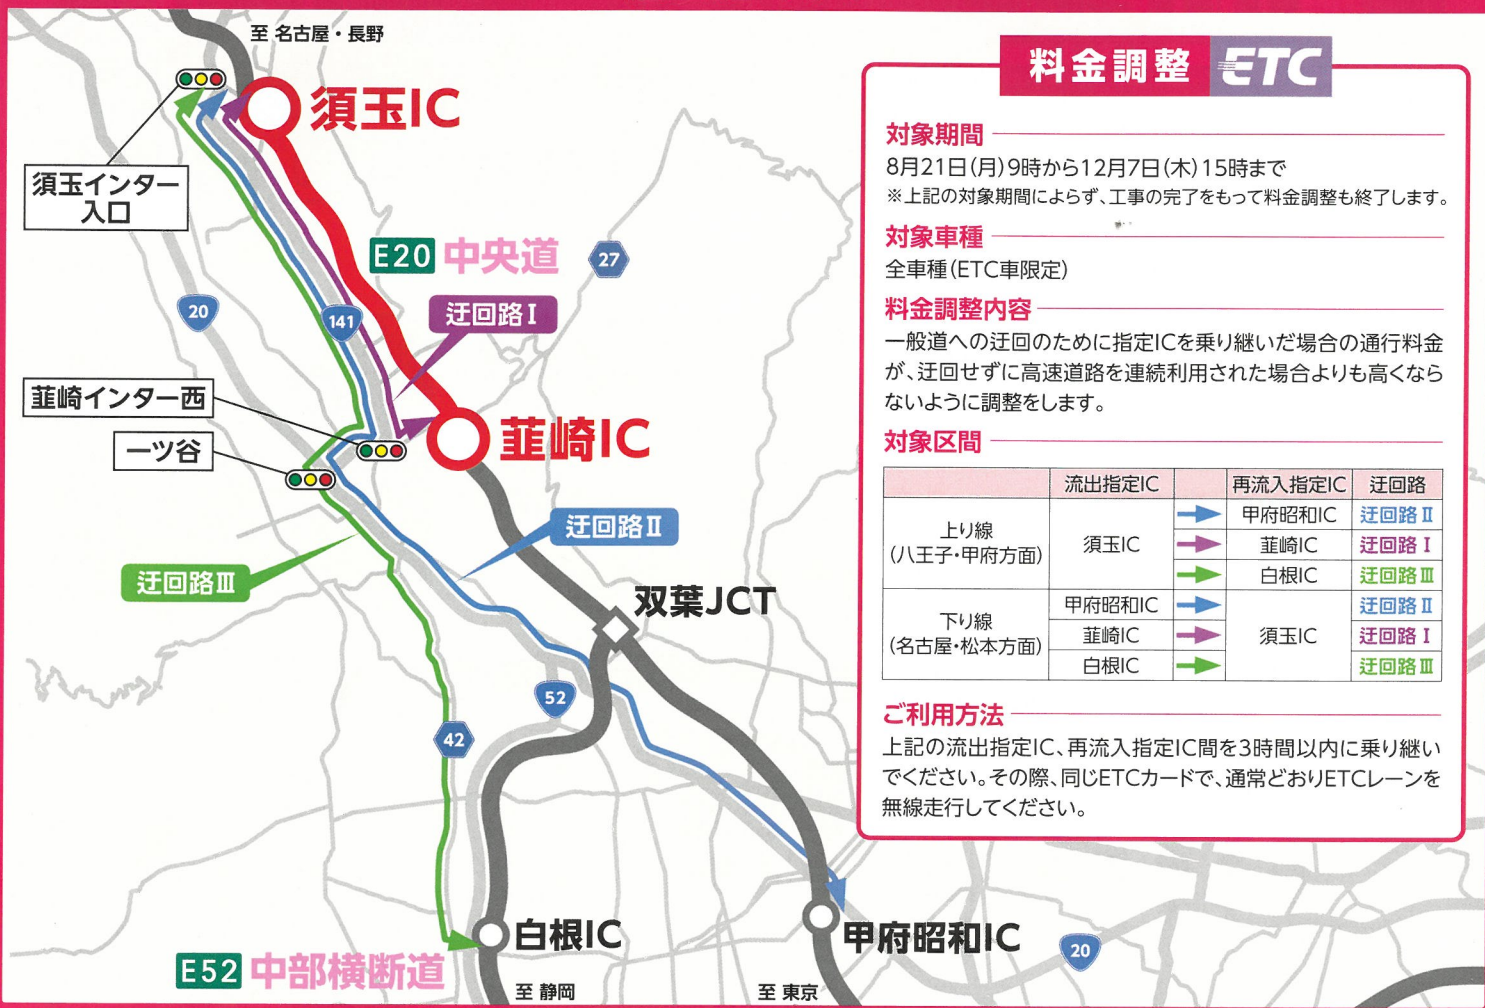 至 名古屋・長野
須玉IC
須玉インター
入口
E20 中央道
27
20
141
迂回路Ⅰ
韮崎インター西
一ツ谷
韮崎IC
迂回路Ⅱ
迂回路Ⅲ
双葉JCT
52
42
白根IC
甲府昭和IC
20
E52 中部横断道
至 静岡
至 東京
料金調整 ETC
対象期間
8月21日(月)9時から12月7日(木)15時まで
※上記の対象期間によらず、工事の完了をもって料金調整も終了します。
対象車種
全車種(ETC車限定)
料金調整内容
一般道への迂回のために指定ICを乗り継いだ場合の通行料金
が、迂回せずに高速道路を連続利用された場合よりも高くなら
ないように調整をします。
対象区間
流出指定IC 再流入指定IC 迂回路
上り線
(八王子・甲府方面)
須玉IC
甲府昭和IC 迂回路Ⅱ
韮崎IC 迂回路Ⅰ
白根IC 迂回路Ⅲ
下り線
(名古屋・松本方面)
甲府昭和IC 迂回路Ⅱ
韮崎IC 須玉IC 迂回路Ⅰ
白根IC 迂回路Ⅲ
ご利用方法
上記の流出指定IC、再流入指定IC間を3時間以内に乗り継い
でください。その際、同じETCカードで、通常どおりETCレーンを
無線走行してください。